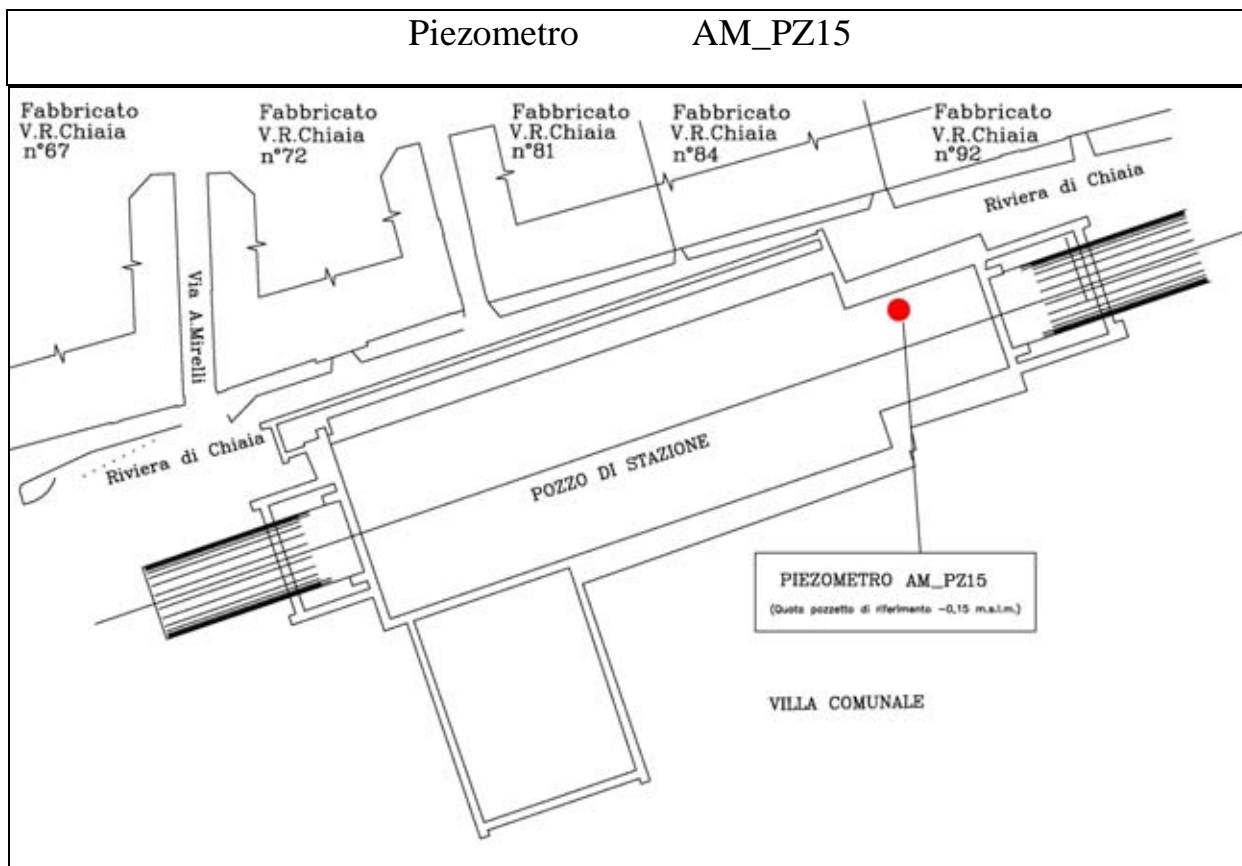 Piezometro AM_PZ15
Fabbricato
V.R.Chiaia
n°67
Fabbricato
V.R.Chiaia
n°72
Fabbricato
V.R.Chiaia
n°81
Fabbricato
V.R.Chiaia
n°84
Fabbricato
V.R.Chiaia
n°92
Riviera di Chiaia
Via A.Mirelli
Riviera di Chiaia
POZZO DI STAZIONE
PIEZOMETRO AM_PZ15
(Quota pozzetto di riferimento -0,15 m.s.l.m.)
VILLA COMUNALE